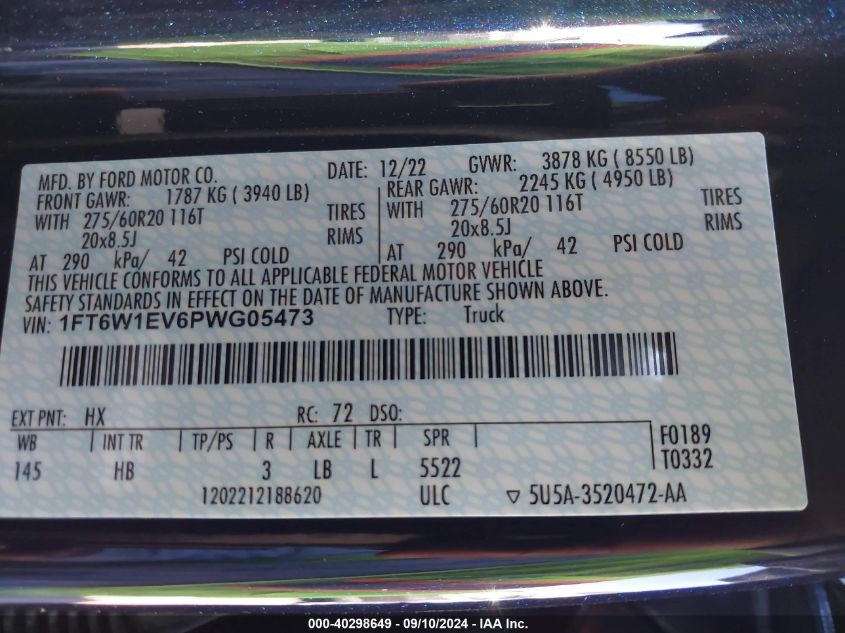 MFD. BY FORD MOTOR CO. DATE: 12/22 GVWR: 3878 KG ( 8550 LB)
FRONT GAWR: 1787 KG ( 3940 LB) REAR GAWR: 2245 KG ( 4950 LB)
WITH 275/60R20 116T TIRES WITH 275/60R20 116T TIRES
20x8.5J RIMS 20x8.5J RIMS
AT 290 kPa/ 42 PSI COLD AT 290 kPa/ 42 PSI COLD
THIS VEHICLE CONFORMS TO ALL APPLICABLE FEDERAL MOTOR VEHICLE
SAFETY STANDARDS IN EFFECT ON THE DATE OF MANUFACTURE SHOWN ABOVE.
VIN: 1FT6W1EV6PWG05473 TYPE: Truck
EXT PNT: HX RC: 72 DSO:
WB INT TR TP/PS R AXLE TR SPR F0189
145 HB 3 LB L 5522 T0332
1202212188620 ULC ▽ 5U5A-3520472-AA
000-40298649 - 09/10/2024 - IAA Inc.